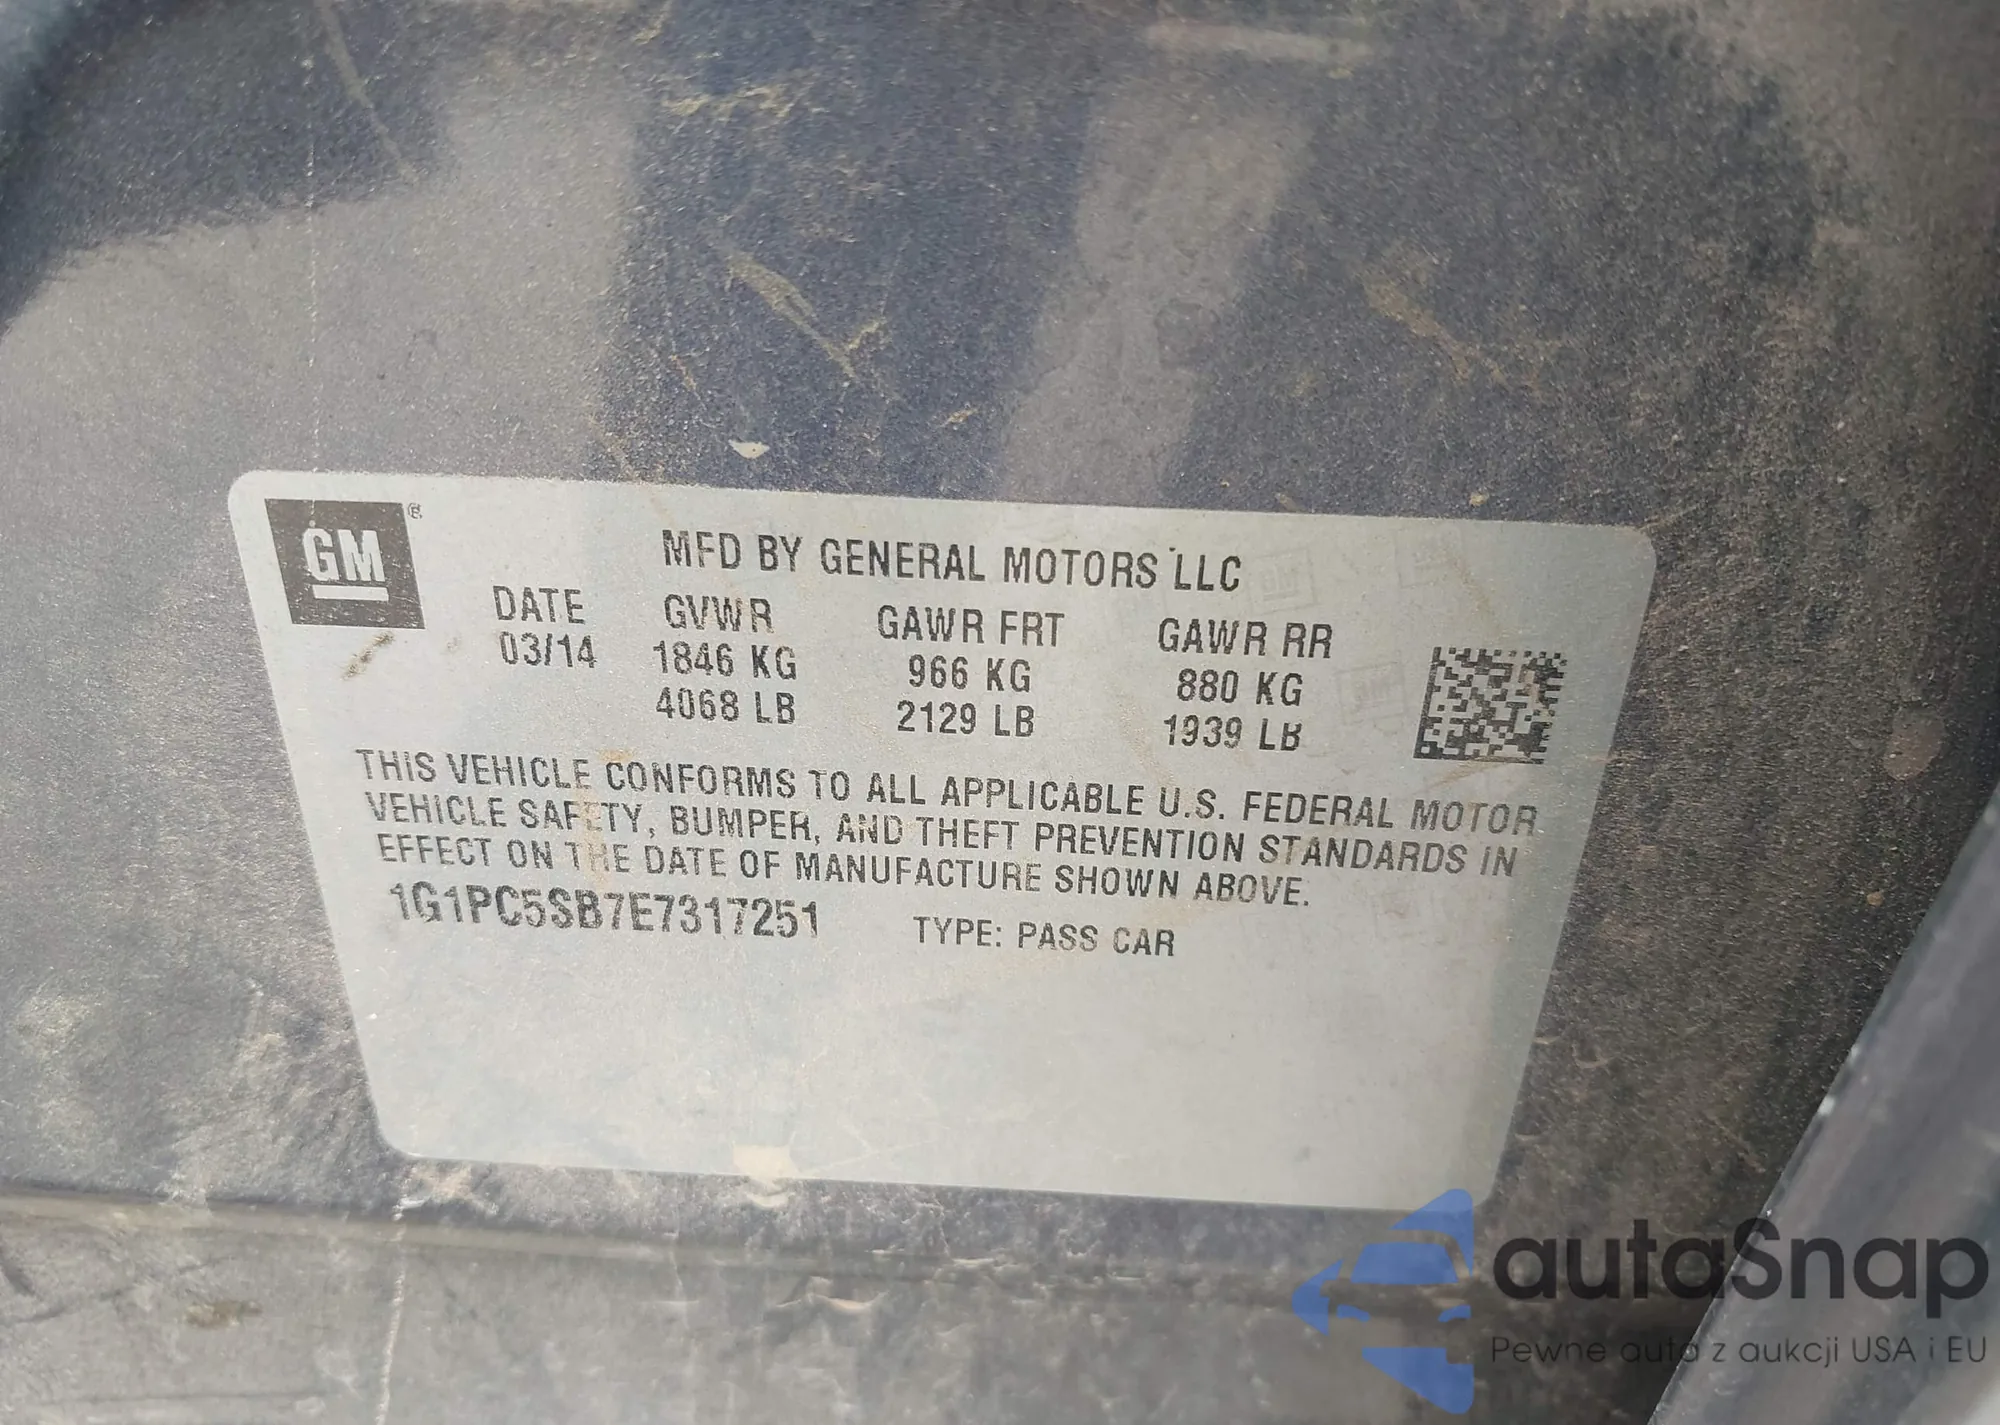 GM
MFD BY GENERAL MOTORS LLC
DATE GVWR GAWR FRT GAWR RR
03/14 1846 KG 966 KG 880 KG
4068 LB 2129 LB 1939 LB
THIS VEHICLE CONFORMS TO ALL APPLICABLE U.S. FEDERAL MOTOR
VEHICLE SAFETY, BUMPER, AND THEFT PREVENTION STANDARDS IN
EFFECT ON THE DATE OF MANUFACTURE SHOWN ABOVE.
1G1PC5SB7E7317251 TYPE: PASS CAR
autaSnap
Pewne auta z aukcji USA i EU